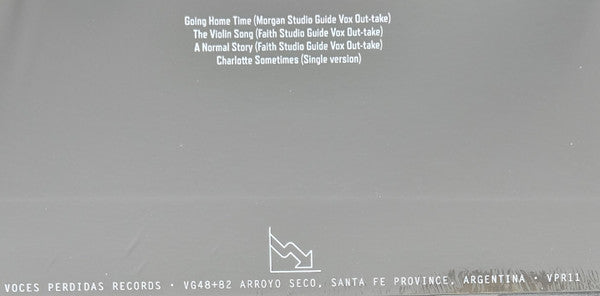 Going Home Time (Morgan Studio Guide Vox Out-take)
The Violin Song (Faith Studio Guide Vox Out-take)
A Normal Story (Faith Studio Guide Vox Out-take)
Charlotte Sometimes (Single version)
VOCES PERDIDAS RECORDS · VG48+82 ARROYO SECO, SANTA FE PROVINCE, ARGENTINA · VPR11